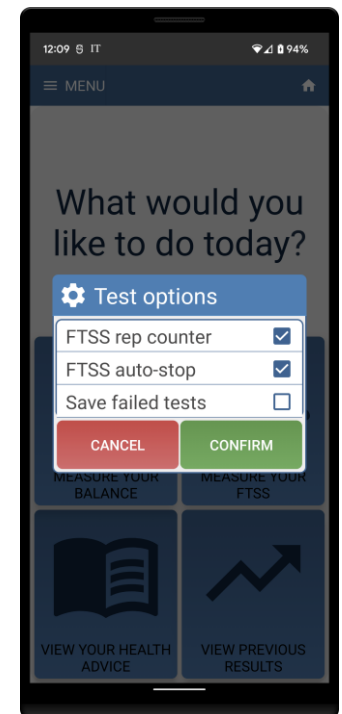 12:09 IT 94%
MENU
What would you
like to do today?
Test options
FTSS rep counter
FTSS auto-stop
Save failed tests
CANCEL CONFIRM
MEASURE YOUR BALANCE
MEASURE YOUR FTSS
VIEW YOUR HEALTH ADVICE
VIEW PREVIOUS RESULTS